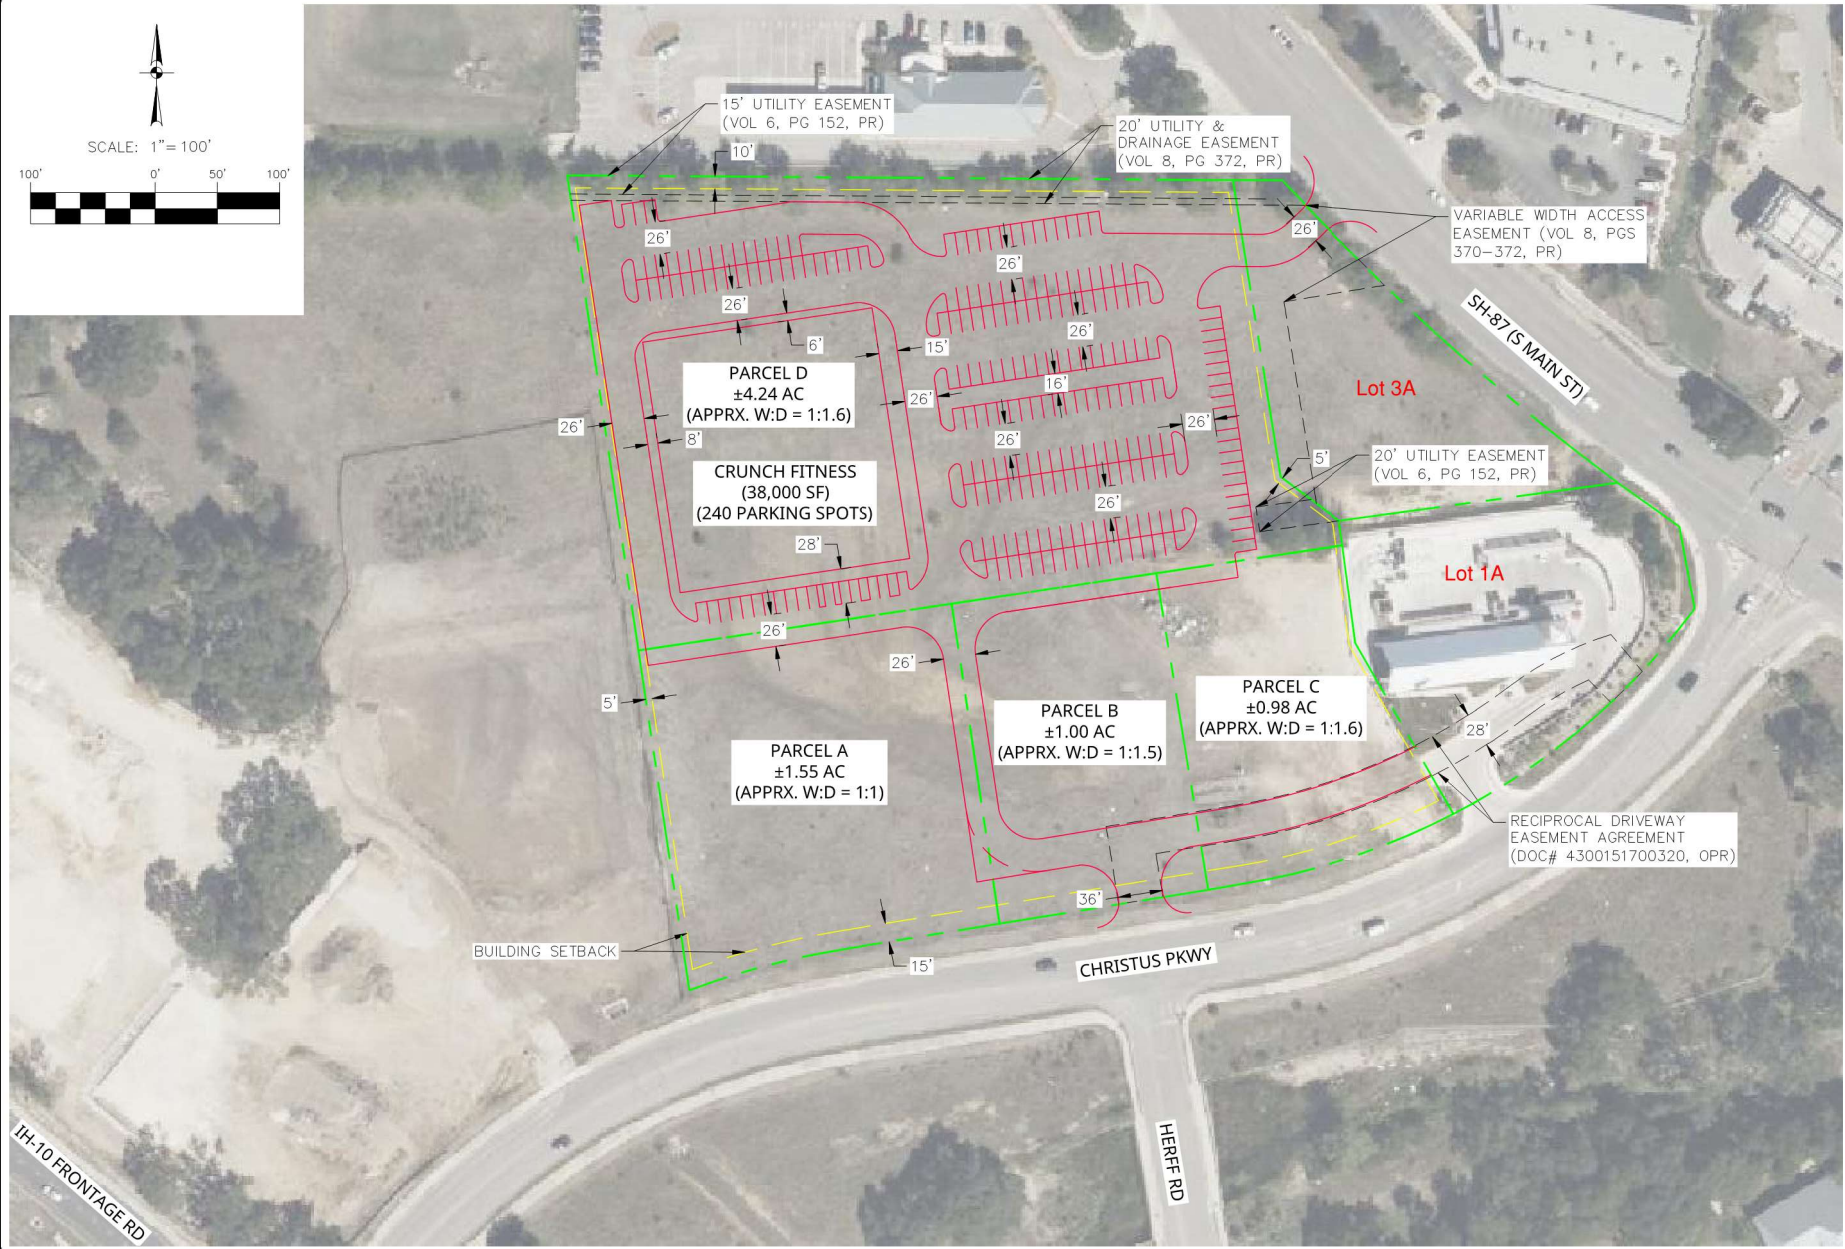 SCALE: 1"= 100'
100'
0'
50'
100'
15' UTILITY EASEMENT
(VOL 6, PG 152, PR)
10'
20' UTILITY &
DRAINAGE EASEMENT
(VOL 8, PG 372, PR)
VARIABLE WIDTH ACCESS
EASEMENT (VOL 8, PGS
370-372, PR)
26'
26'
26'
26'
26'
6'
15'
SH-87 (S MAIN ST)
PARCEL D
±4.24 AC
(APPRX. W:D = 1:1.6)
16'
Lot 3A
26'
26'
26'
26'
8'
20' UTILITY EASEMENT
(VOL 6, PG 152, PR)
5'
CRUNCH FITNESS
(38,000 SF)
(240 PARKING SPOTS)
26'
28'
Lot 1A
26'
26'
5'
PARCEL C
±0.98 AC
(APPRX. W:D = 1:1.6)
PARCEL B
±1.00 AC
(APPRX. W:D = 1:1.5)
28'
PARCEL A
±1.55 AC
(APPRX. W:D = 1:1)
RECIPROCAL DRIVEWAY
EASEMENT AGREEMENT
(DOC# 4300151700320, OPR)
36'
BUILDING SETBACK
15'
CHRISTUS PKWY
HERFF RD
IH-10 FRONTAGE RD